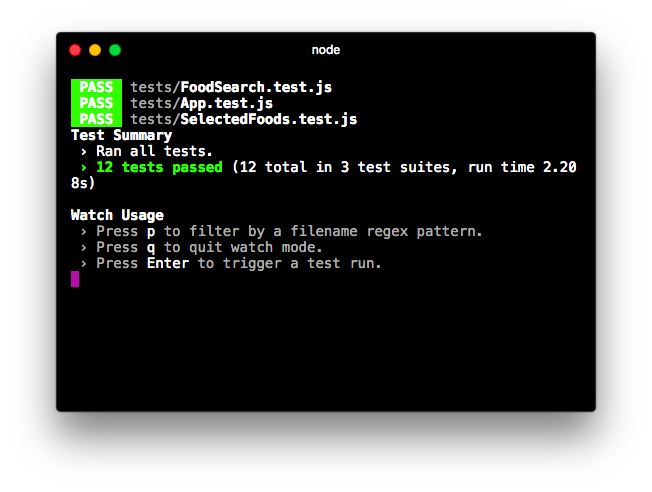 node
PASS tests/FoodSearch.test.js
PASS tests/App.test.js
PASS tests/SelectedFoods.test.js
Test Summary
› Ran all tests.
› 12 tests passed (12 total in 3 test suites, run time 2.20
8s)
Watch Usage
› Press p to filter by a filename regex pattern.
› Press q to quit watch mode.
› Press Enter to trigger a test run.